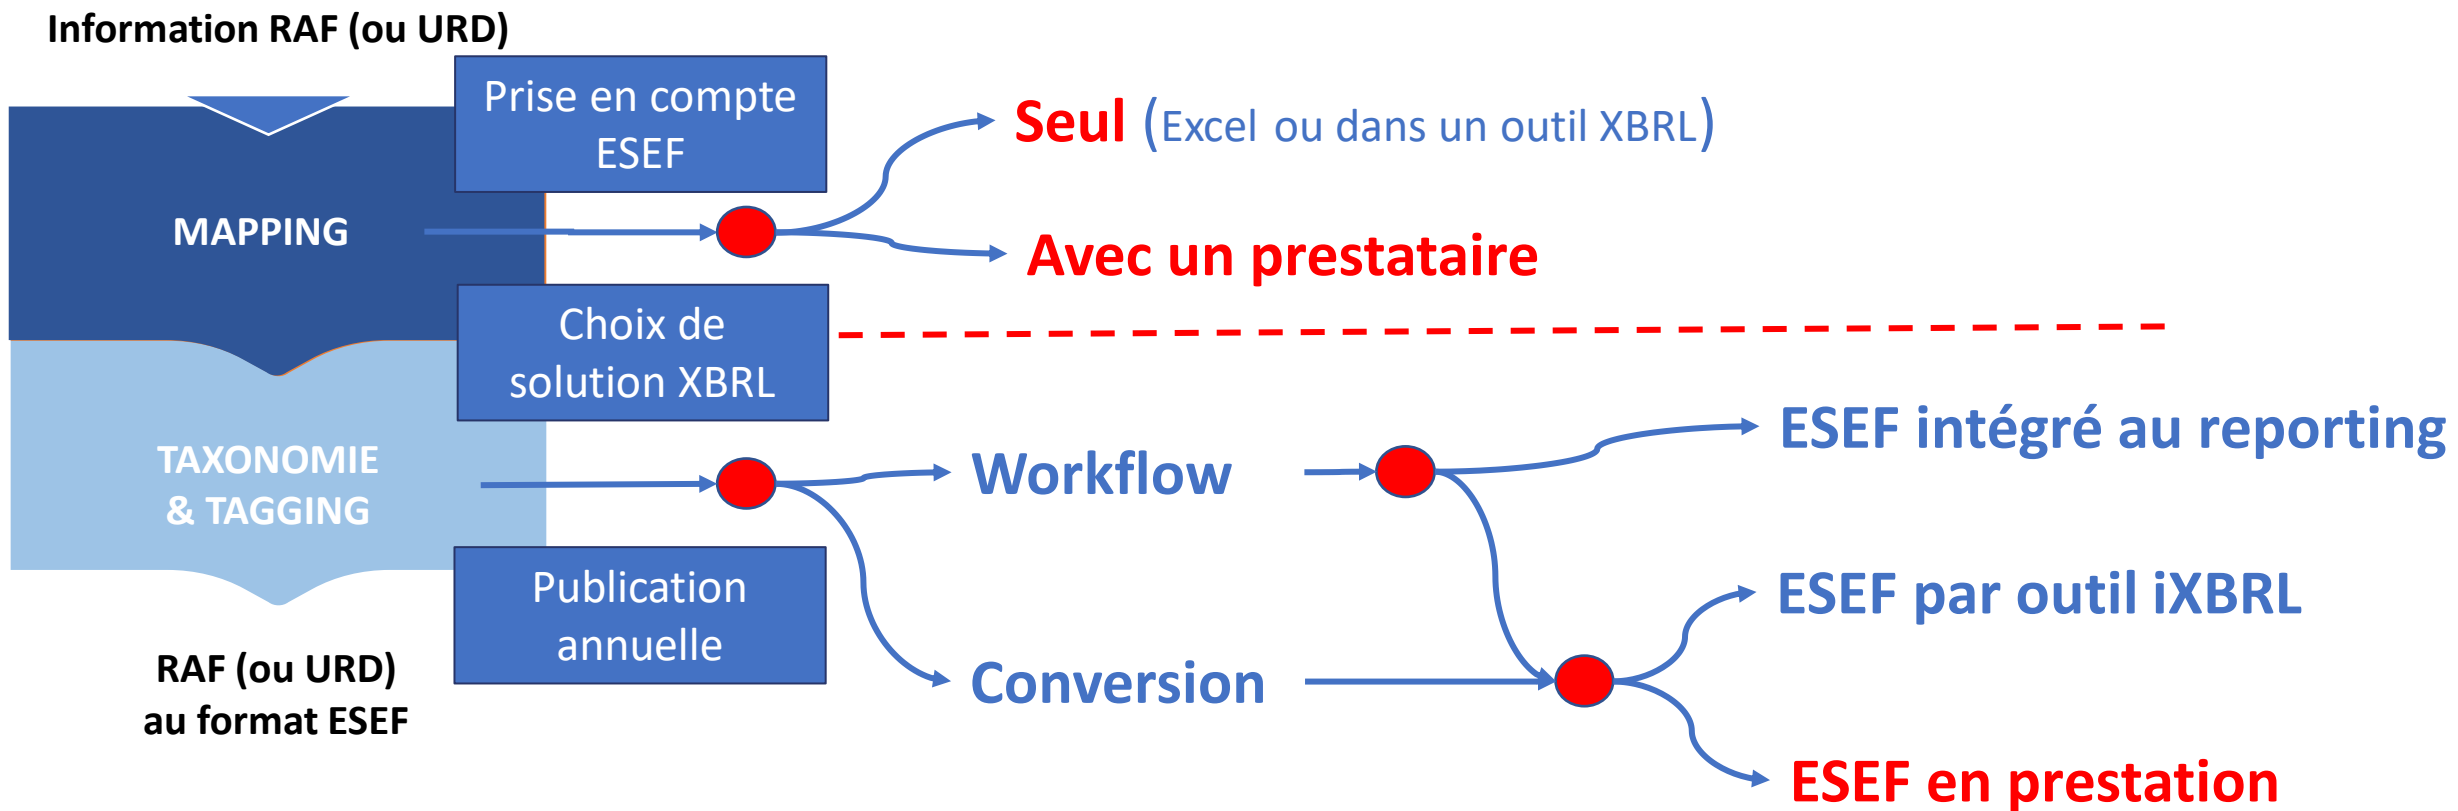 Information RAF (ou URD)
Prise en compte
ESEF
Seul (Excel ou dans un outil XBRL)
MAPPING
Avec un prestataire
Choix de
solution XBRL
TAXONOMIE
& TAGGING
Workflow
ESEF intégré au reporting
Publication
annuelle
ESEF par outil iXBRL
Conversion
RAF (ou URD)
au format ESEF
ESEF en prestation